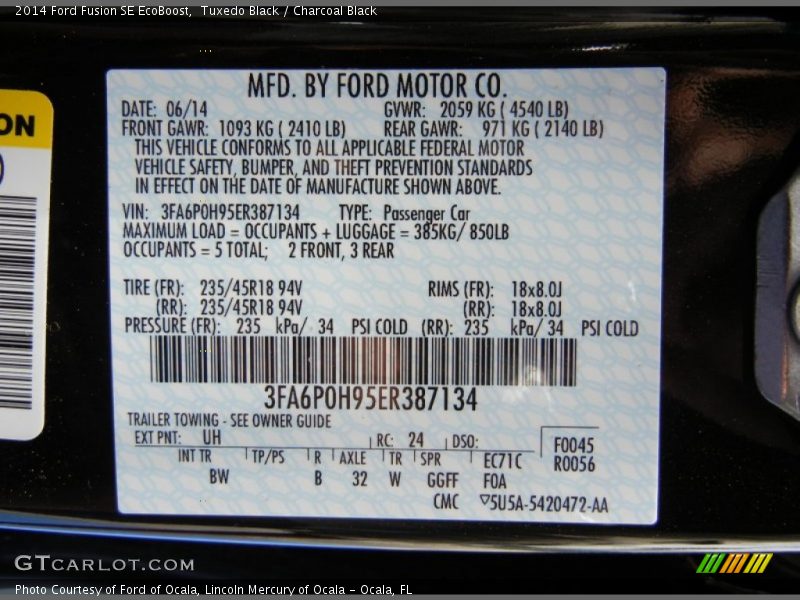 2014 Ford Fusion SE EcoBoost,  Tuxedo Black / Charcoal Black
ON
MFD. BY FORD MOTOR CO.
DATE: 06/14 GVWR: 2059 KG ( 4540 LB)
FRONT GAWR: 1093 KG ( 2410 LB) REAR GAWR: 971 KG ( 2140 LB)
THIS VEHICLE CONFORMS TO ALL APPLICABLE FEDERAL MOTOR
VEHICLE SAFETY, BUMPER, AND THEFT PREVENTION STANDARDS
IN EFFECT ON THE DATE OF MANUFACTURE SHOWN ABOVE.
VIN: 3FA6P0H95ER387134 TYPE: Passenger Car
MAXIMUM LOAD = OCCUPANTS + LUGGAGE = 385KG/ 850LB
OCCUPANTS = 5 TOTAL; 2 FRONT, 3 REAR
TIRE (FR): 235/45R18 94V RIMS (FR): 18x8.0J
(RR): 235/45R18 94V (RR): 18x8.0J
PRESSURE (FR): 235 kPa/ 34 PSI COLD (RR): 235 kPa/ 34 PSI COLD
3FA6P0H95ER387134
TRAILER TOWING - SEE OWNER GUIDE
EXT PNT: UH RC: 24 DSO: F0045
INT TR TP/PS R AXLE TR SPR EC71C R0056
BW B 32 W GGFF FOA
CMC ▽5U5A-5420472-AA
GTCARLOT.COM
Photo Courtesy of Ford of Ocala, Lincoln Mercury of Ocala – Ocala, FL